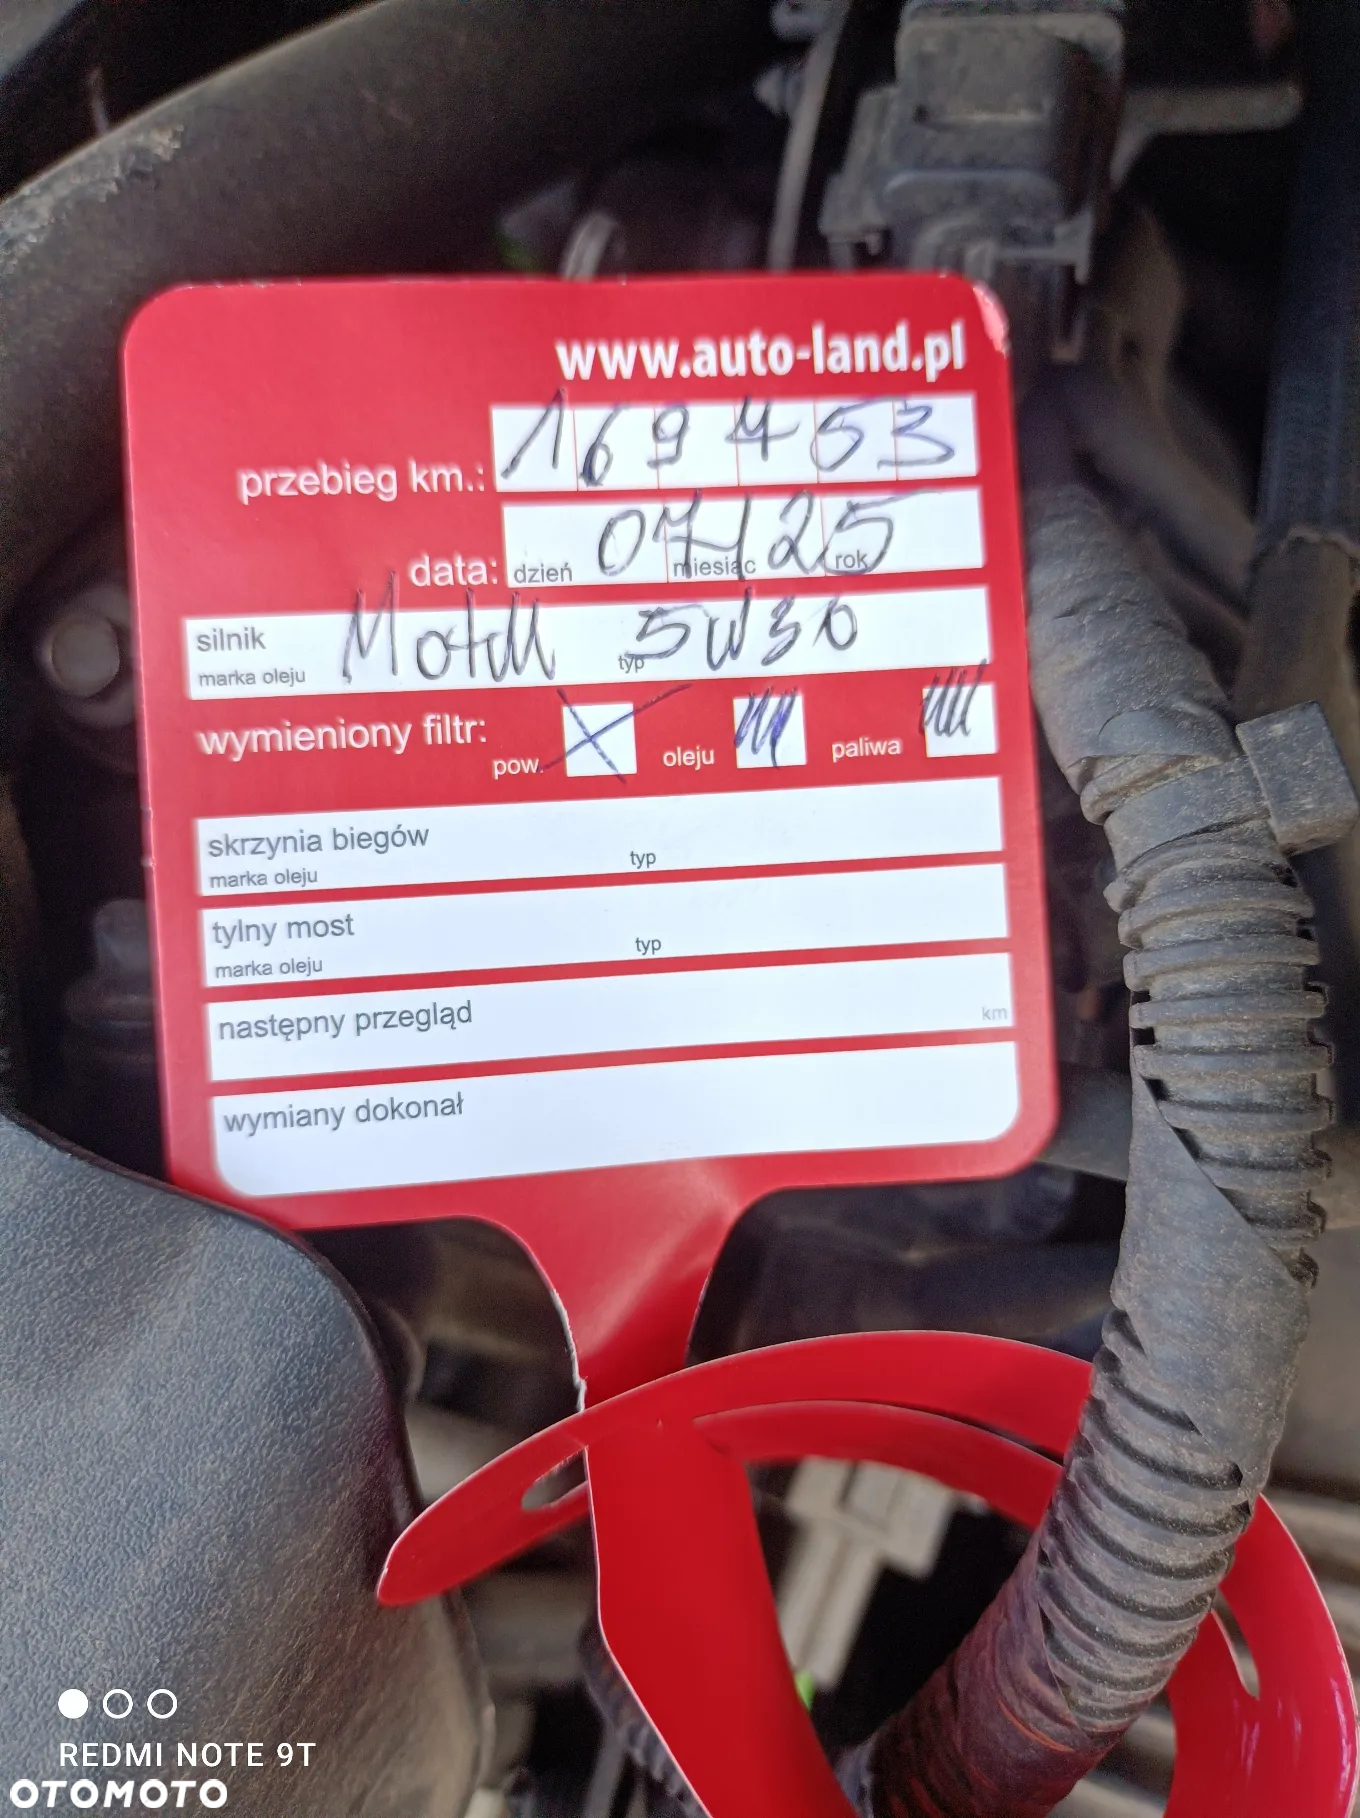 www.auto-land.pl
przebieg km.: 169453
data: dzień 07 miesiąc / 25 rok
silnik
marka oleju Motul typ 5W30
wymieniony filtr: pow. oleju paliwa
skrzynia biegów
marka oleju typ
tylny most
marka oleju typ
następny przegląd km
wymiany dokonał
REDMI NOTE 9T
OTOMOTO